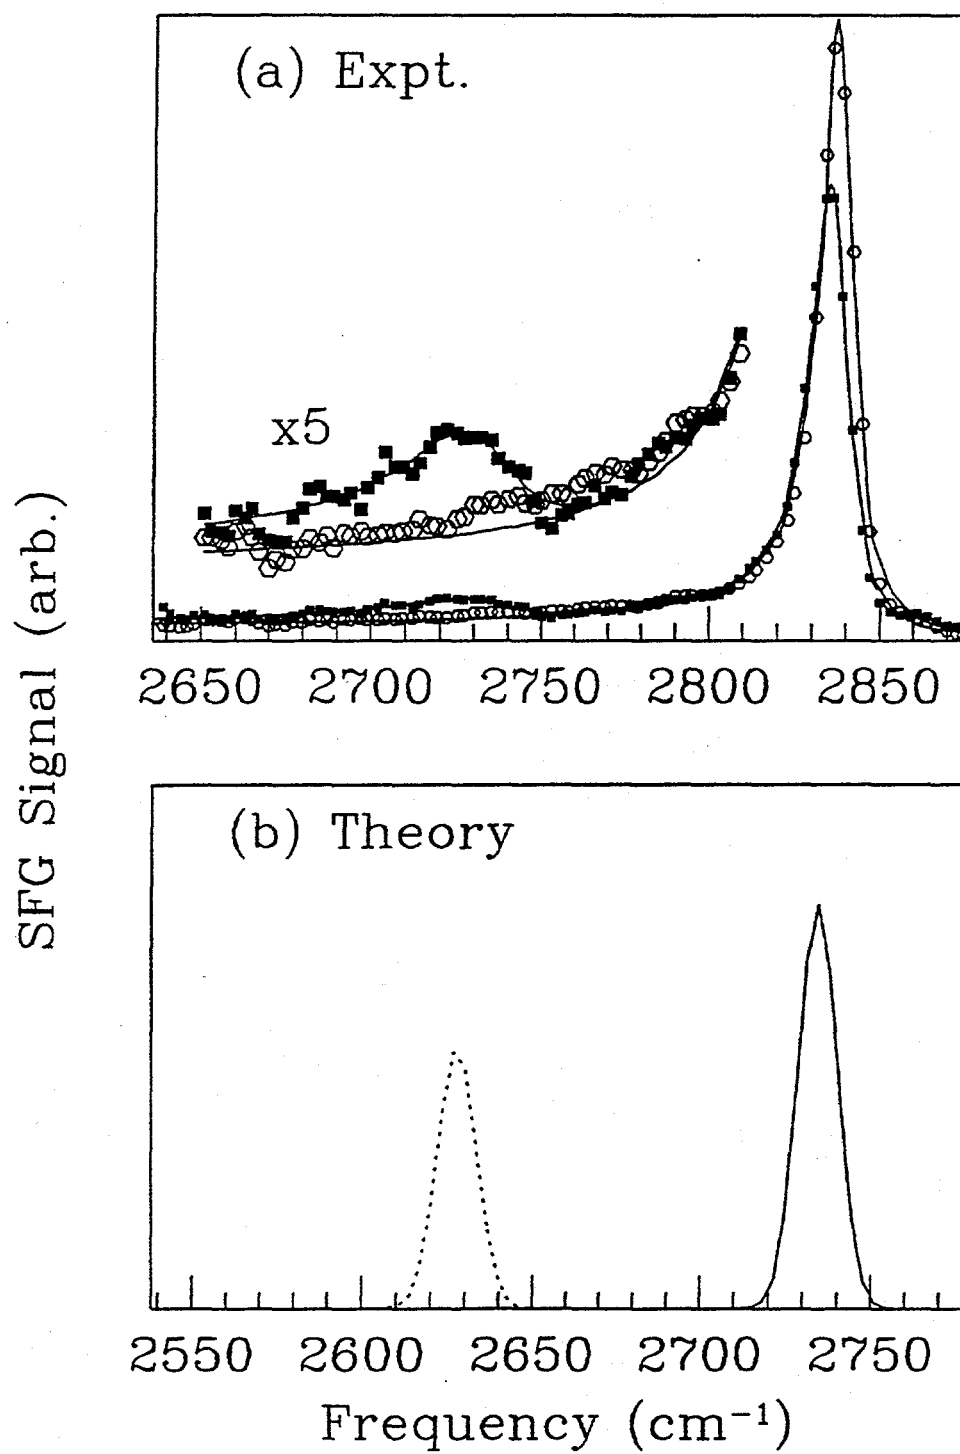 (a) Expt.
x5
2650 2700 2750 2800 2850
SFG Signal (arb.)
(b) Theory
2550 2600 2650 2700 2750
Frequency (cm⁻¹)